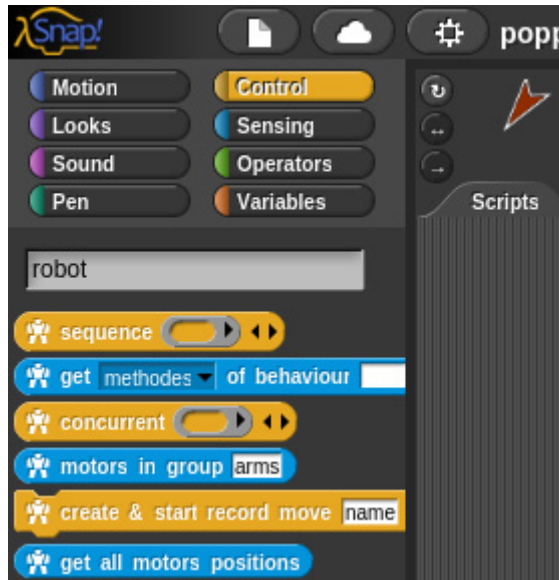 λSnap!
popp
Motion Control
Looks Sensing
Sound Operators
Pen Variables
Scripts
robot
sequence
get methodes of behaviour
concurrent
motors in group arms
create & start record move name
get all motors positions